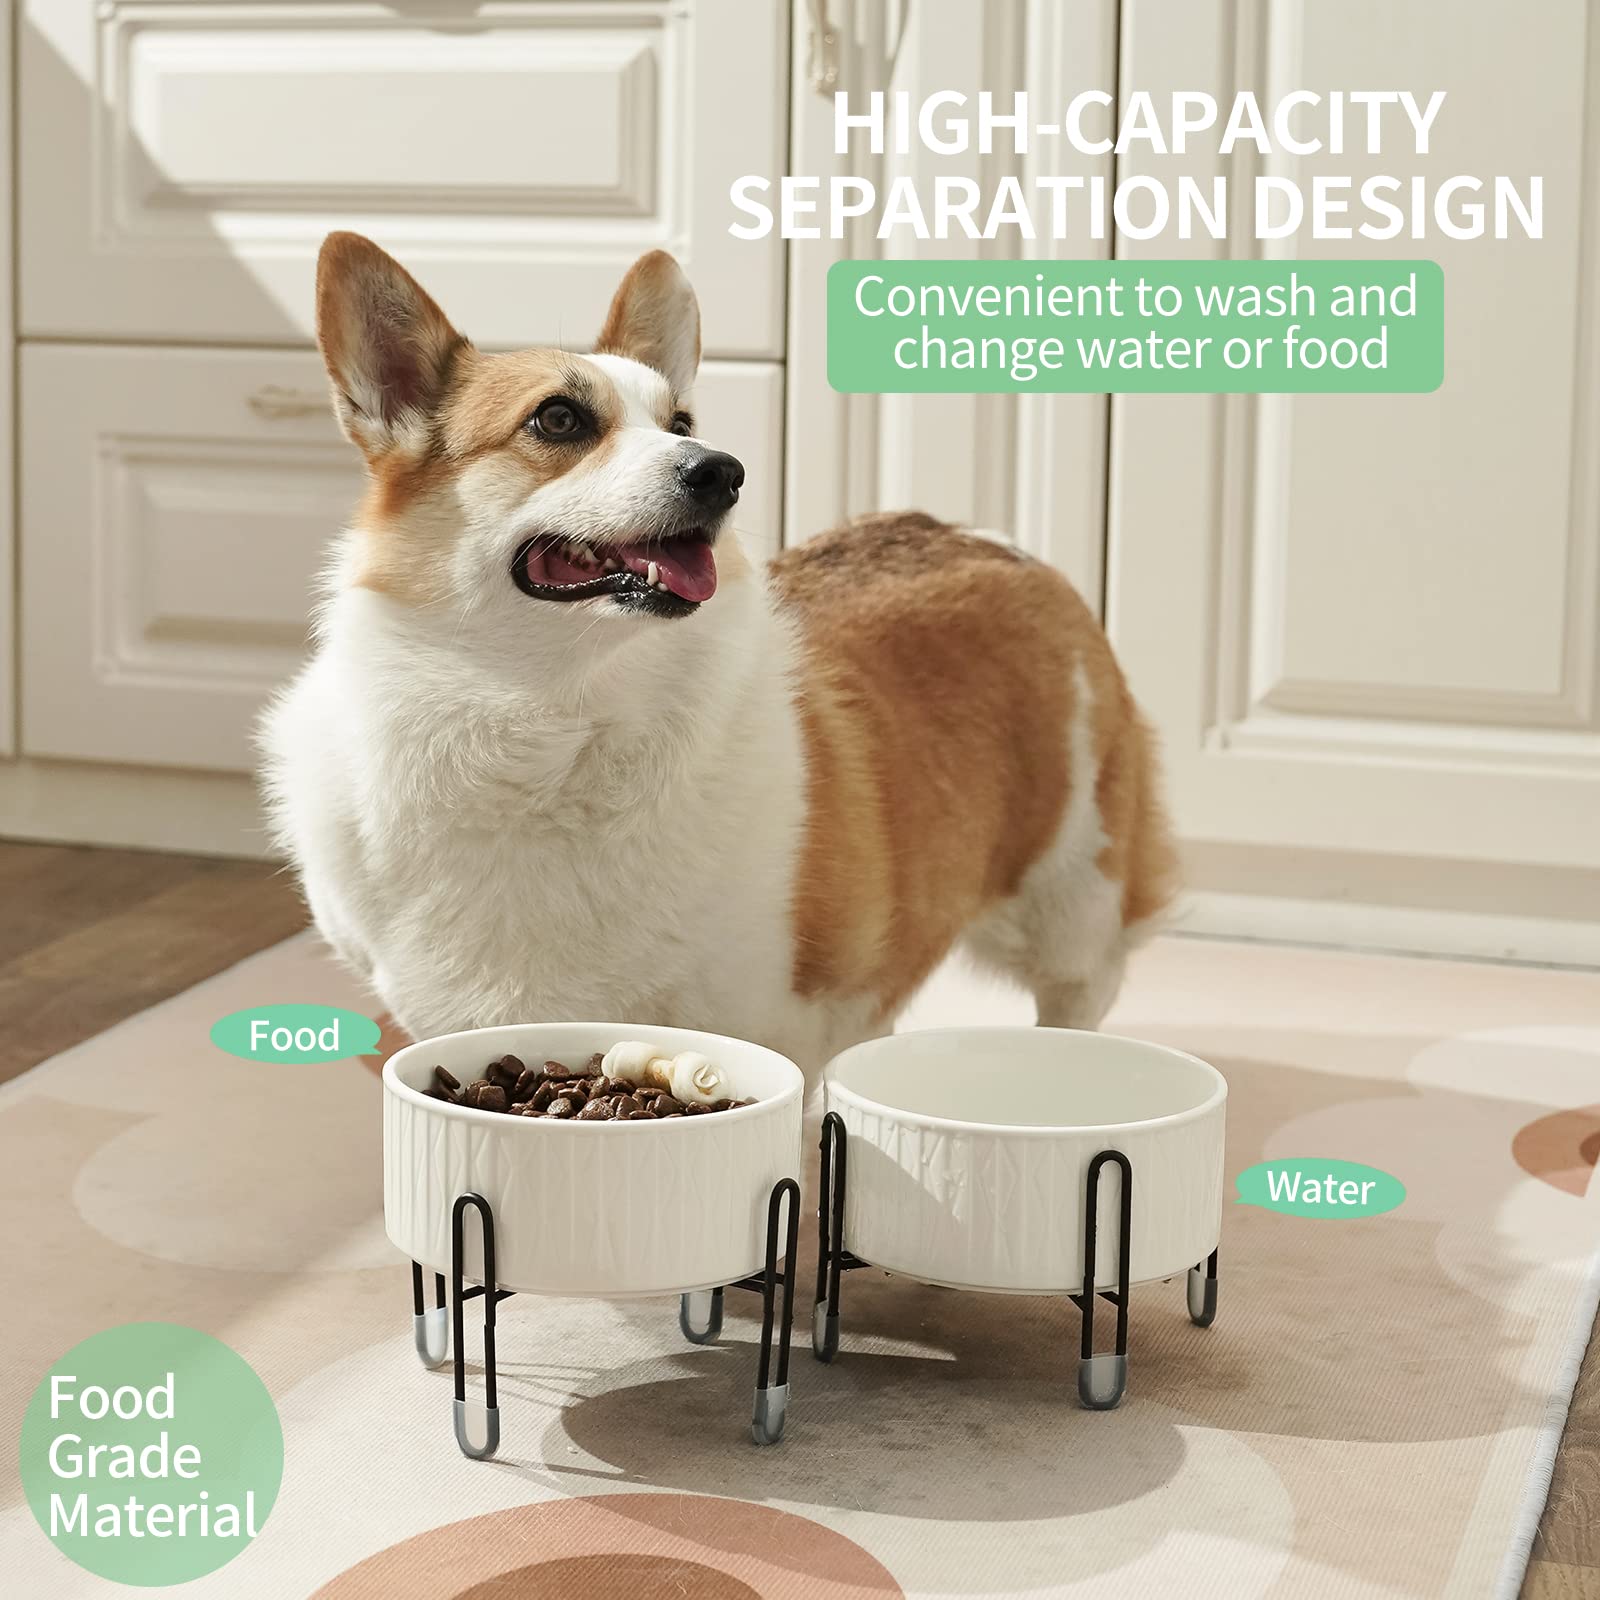 HIGH-CAPACITY
SEPARATION DESIGN
Convenient to wash and
change water or food
Food
Water
Food
Grade
Material